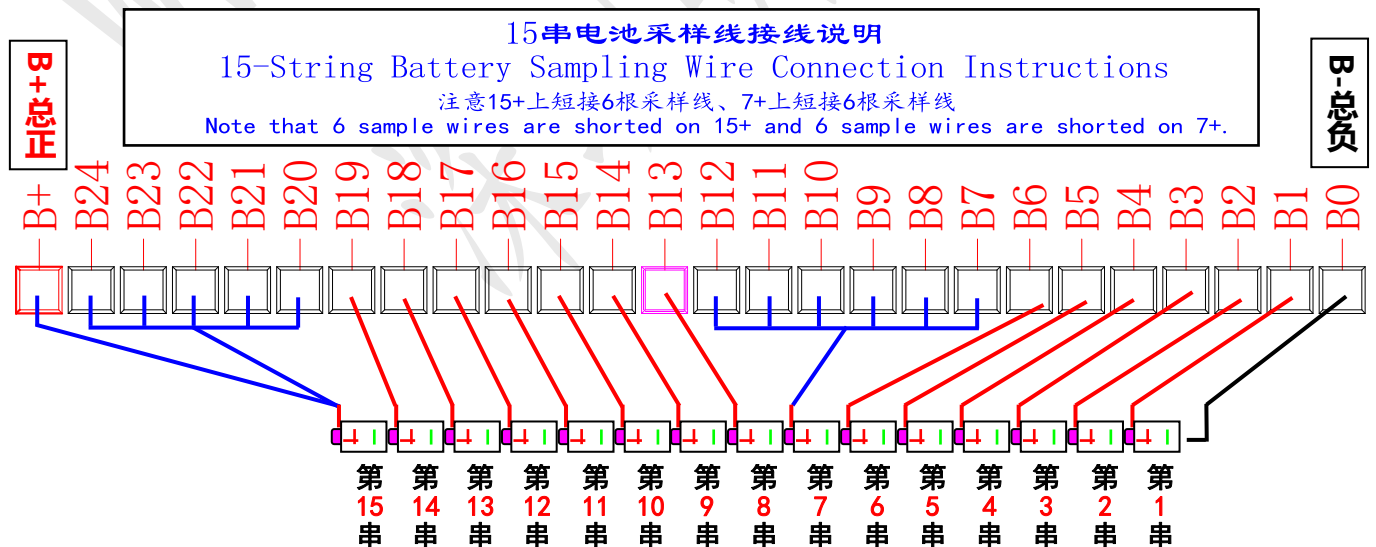 15串电池采样线接线说明
15-String Battery Sampling Wire Connection Instructions
注意15+上短接6根采样线、7+上短接6根采样线
Note that 6 sample wires are shorted on 15+ and 6 sample wires are shorted on 7+.
B+总正
B-总负
B+ B24 B23 B22 B21 B20 B19 B18 B17 B16 B15 B14 B13 B12 B11 B10 B9 B8 B7 B6 B5 B4 B3 B2 B1 B0
第 第 第 第 第 第 第 第 第 第 第 第 第 第 第
15 14 13 12 11 10 9 8 7 6 5 4 3 2 1
串 串 串 串 串 串 串 串 串 串 串 串 串 串 串